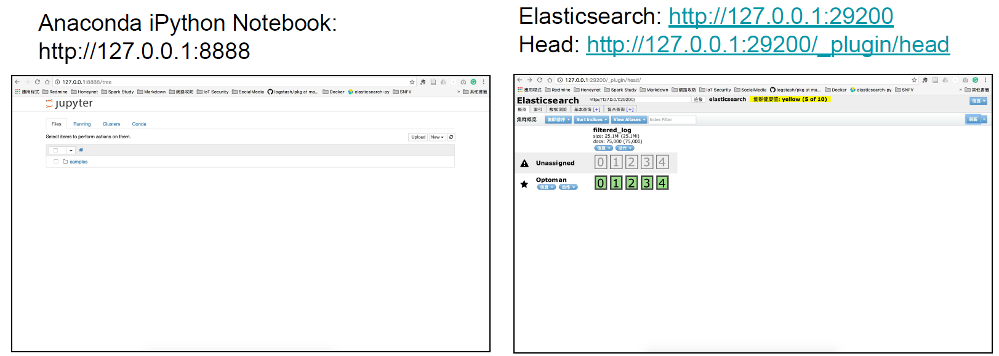 Anaconda iPython Notebook:
http://127.0.0.1:8888
127.0.0.1:8888/tree
應用程式 Redmine Honeynet Spark Study Markdown 網路攻防 IoT Security SocialMedia logstash/pkg at ma... Docker elasticsearch-py SNFV » 其他書籤
jupyter
Files Running Clusters Conda
Select items to perform actions on them. Upload New
samples
Elasticsearch: http://127.0.0.1:29200
Head: http://127.0.0.1:29200/_plugin/head
127.0.0.1:29200/_plugin/head/
應用程式 Redmine Honeynet Spark Study Markdown 網路攻防 IoT Security SocialMedia logstash/pkg at ma... Docker elasticsearch-py SNFV » 其他書籤
Elasticsearch http://127.0.0.1:29200/ 连接 elasticsearch 集群健康值: yellow (5 of 10) 信息
概览 索引 数据浏览 基本查询 [+] 复合查询 [+]
集群概览 集群排序 Sort Indices View Aliases Index Filter 刷新
filtered_log
size: 25.1Mi (25.1Mi)
docs: 75,000 (75,000)
信息 动作
Unassigned 0 1 2 3 4
Optoman 0 1 2 3 4
信息 动作